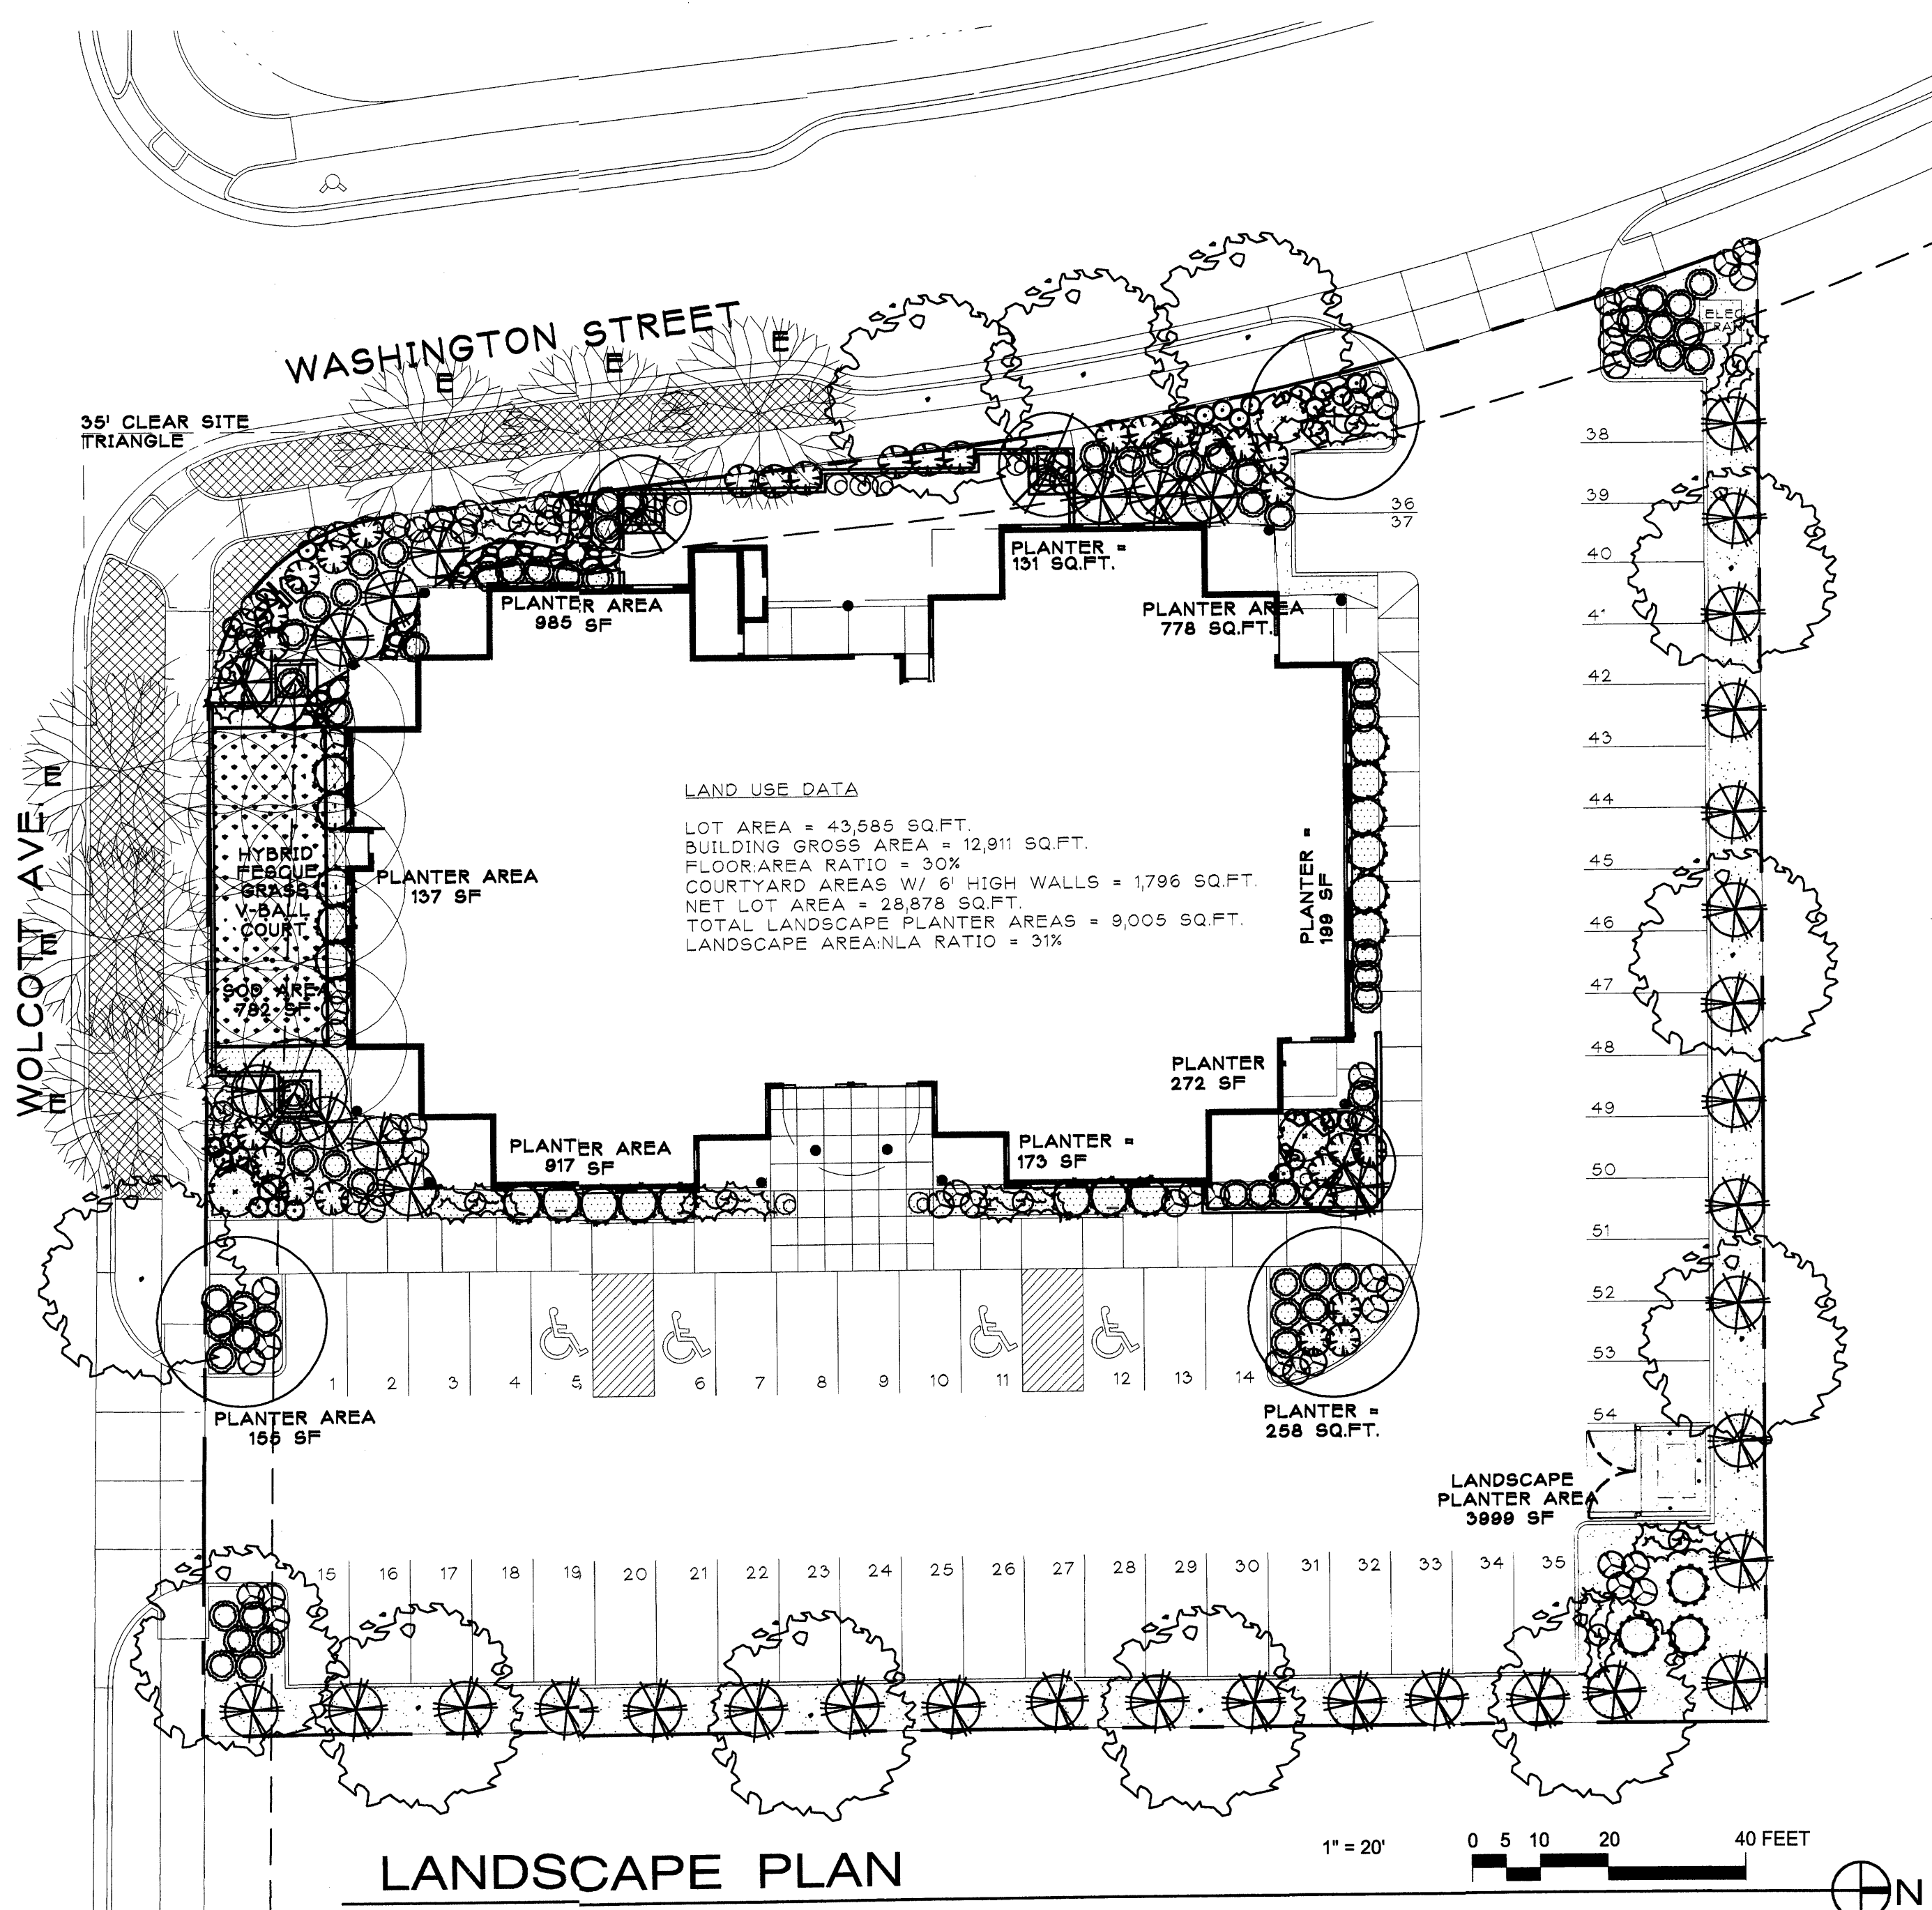 WASHINGTON STREET
E
E
E
35' CLEAR SITE
TRIANGLE
ELEC
TRAN
38
36
37
39
40
41
42
43
44
45
46
47
48
49
50
51
52
53
54
PLANTER =
131 SQ.FT.
PLANTER AREA
985 SF
PLANTER AREA
778 SQ.FT.
LAND USE DATA
LOT AREA = 43,585 SQ.FT.
BUILDING GROSS AREA = 12,911 SQ.FT.
FLOOR:AREA RATIO = 30%
COURTYARD AREAS W/ 6' HIGH WALLS = 1,796 SQ.FT.
NET LOT AREA = 28,878 SQ.FT.
TOTAL LANDSCAPE PLANTER AREAS = 9,005 SQ.FT.
LANDSCAPE AREA:NLA RATIO = 31%
WOLCOTT AVE.
E
E
E
HYBRID
FESCUE
GRASS
V-BALL
COURT
SOD AREA
782 SF
PLANTER AREA
137 SF
PLANTER =
199 SF
PLANTER
272 SF
PLANTER AREA
917 SF
PLANTER =
173 SF
1 2 3 4 5 6 7 8 9 10 11 12 13 14
PLANTER AREA
155 SF
PLANTER =
258 SQ.FT.
LANDSCAPE
PLANTER AREA
3999 SF
15 16 17 18 19 20 21 22 23 24 25 26 27 28 29 30 31 32 33 34 35
LANDSCAPE PLAN
1" = 20'
0 5 10 20 40 FEET
N